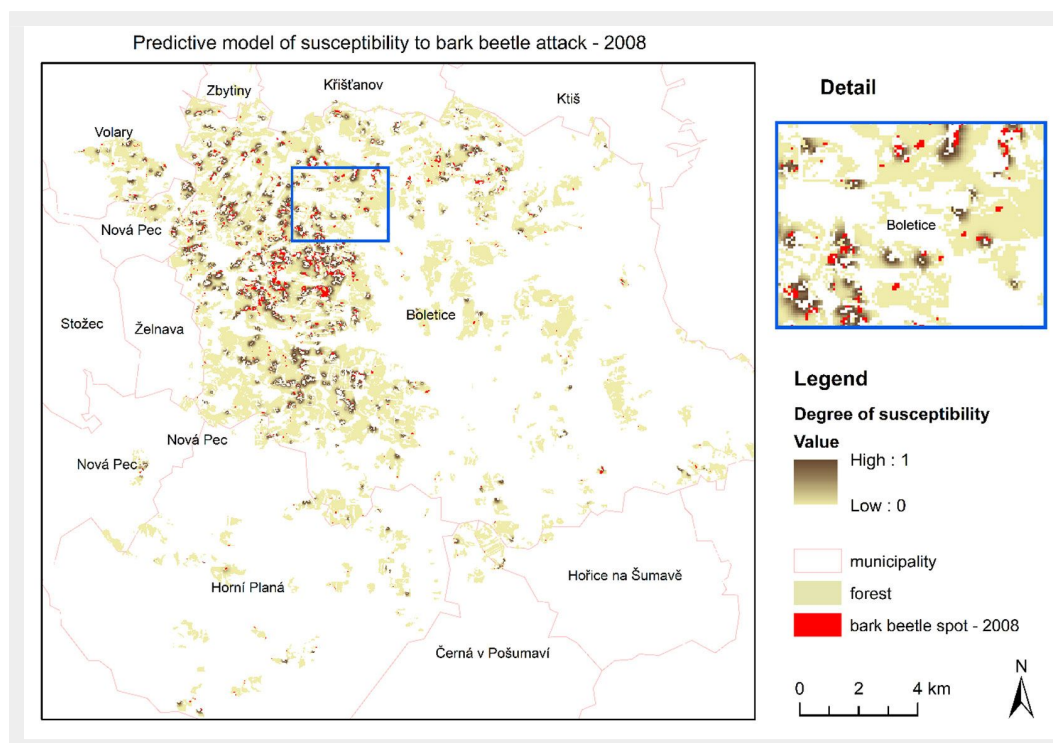 Predictive model of susceptibility to bark beetle attack - 2008
Zbytiny
Křišťanov
Ktiš
Volary
Nová Pec
Boletice
Stožec
Želnava
Nová Pec
Nová Pec
Horní Planá
Hořice na Šumavě
Černá v Pošumaví
Detail
Boletice
Legend
Degree of susceptibility
Value
High : 1
Low : 0
municipality
forest
bark beetle spot - 2008
0 2 4 km
N